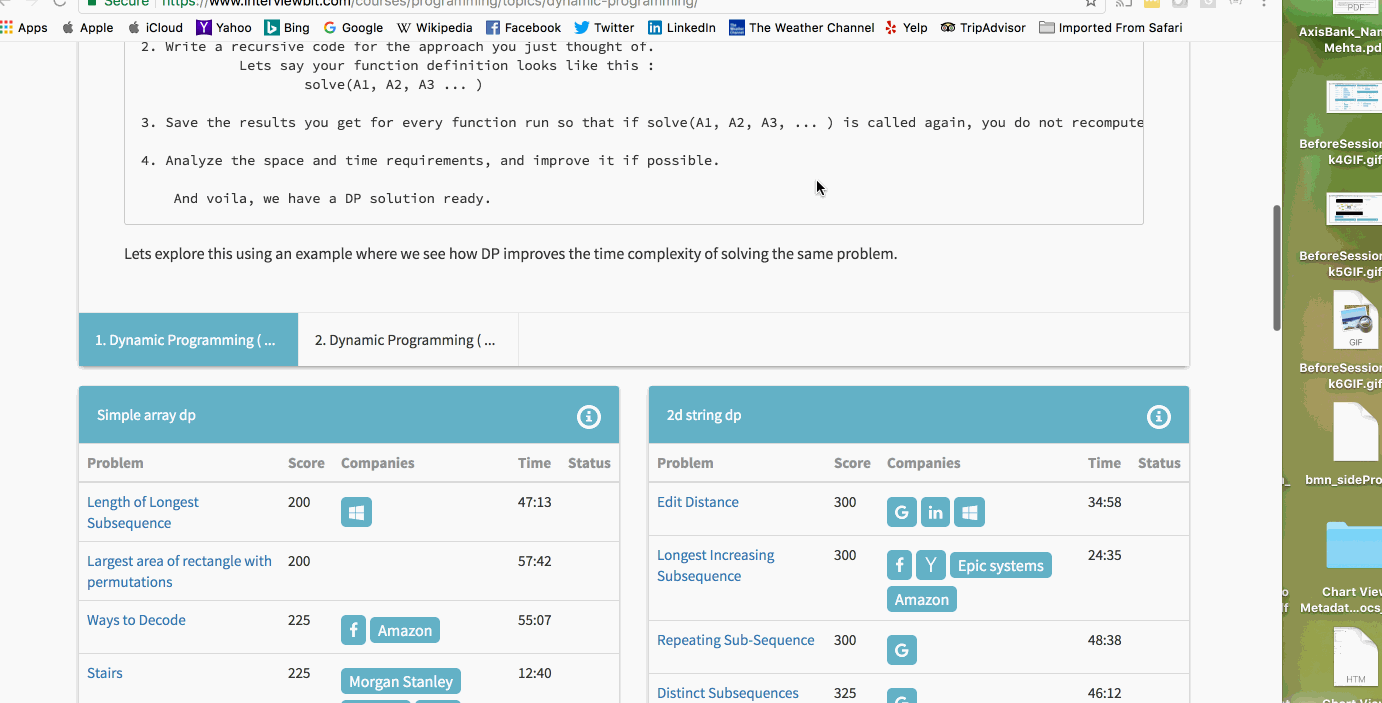 Secure https://www.interviewbit.com/courses/programming/topics/dynamic-programming/
Apps Apple iCloud Yahoo Bing Google Wikipedia Facebook Twitter LinkedIn The Weather Channel Yelp TripAdvisor Imported From Safari
2. Write a recursive code for the approach you just thought of.
Lets say your function definition looks like this :
solve(A1, A2, A3 ... )
3. Save the results you get for every function run so that if solve(A1, A2, A3, ... ) is called again, you do not recompute
4. Analyze the space and time requirements, and improve it if possible.
And voila, we have a DP solution ready.
Lets explore this using an example where we see how DP improves the time complexity of solving the same problem.
1. Dynamic Programming ( ... 2. Dynamic Programming ( ...
Simple array dp
Problem Score Companies Time Status
Length of Longest 200 47:13
Subsequence
Largest area of rectangle with 200 57:42
permutations
Ways to Decode 225 f Amazon 55:07
Stairs 225 Morgan Stanley 12:40
2d string dp
Problem Score Companies Time Status
Edit Distance 300 G in 34:58
Longest Increasing 300 f Y Epic systems 24:35
Subsequence
Amazon
Repeating Sub-Sequence 300 G 48:38
Distinct Subsequences 325 G 46:12
PDF
AxisBank_Nan
Mehta.pd
BeforeSession
k4GIF.gif
BeforeSession
k5GIF.gif
GIF
BeforeSession
k6GIF.gif
bmn_sidePro
Chart View
Metadat...ocs_
HTM